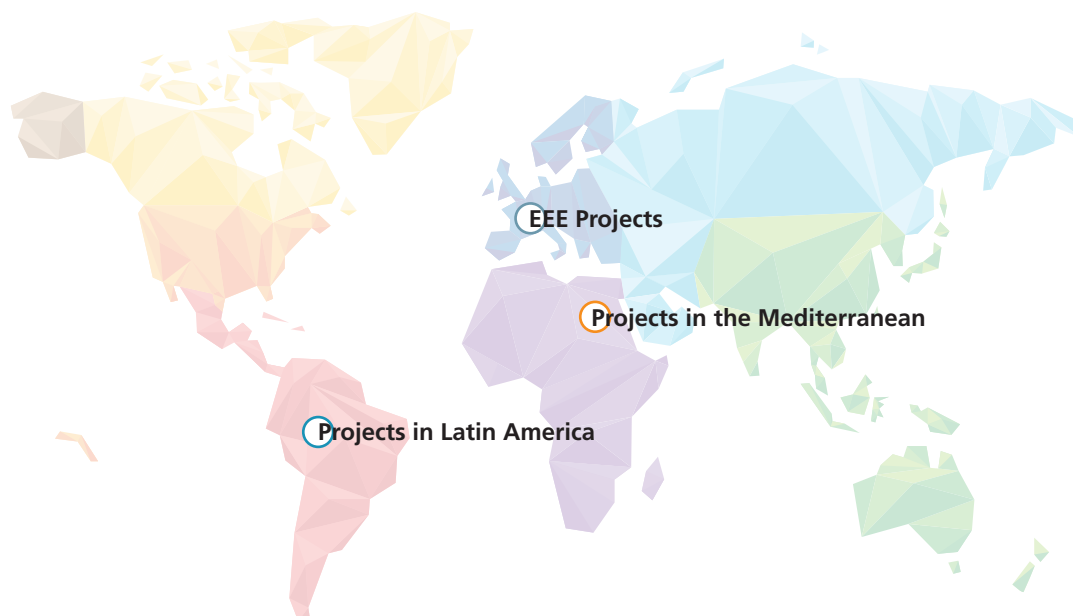 EEE Projects
Projects in the Mediterranean
Projects in Latin America